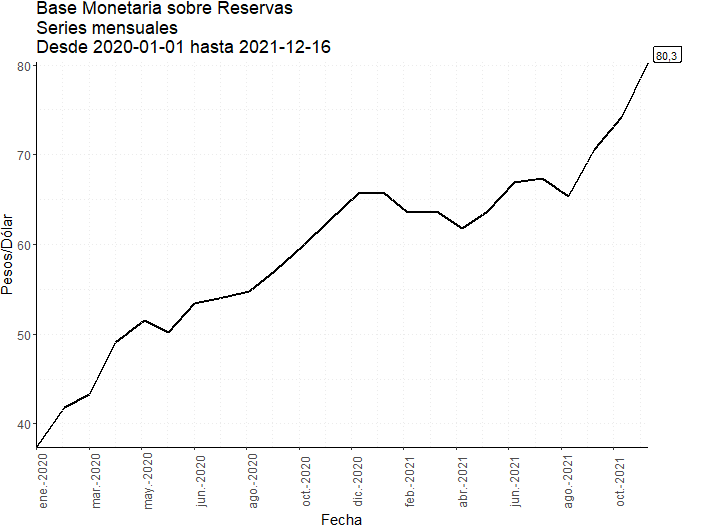 Base Monetaria sobre Reservas
Series mensuales
Desde 2020-01-01 hasta 2021-12-16
80,3
80
70
60
50
40
Pesos/Dólar
ene.-2020
mar.-2020
may.-2020
jun.-2020
ago.-2020
oct.-2020
dic.-2020
feb.-2021
abr.-2021
jun.-2021
ago.-2021
oct.-2021
Fecha